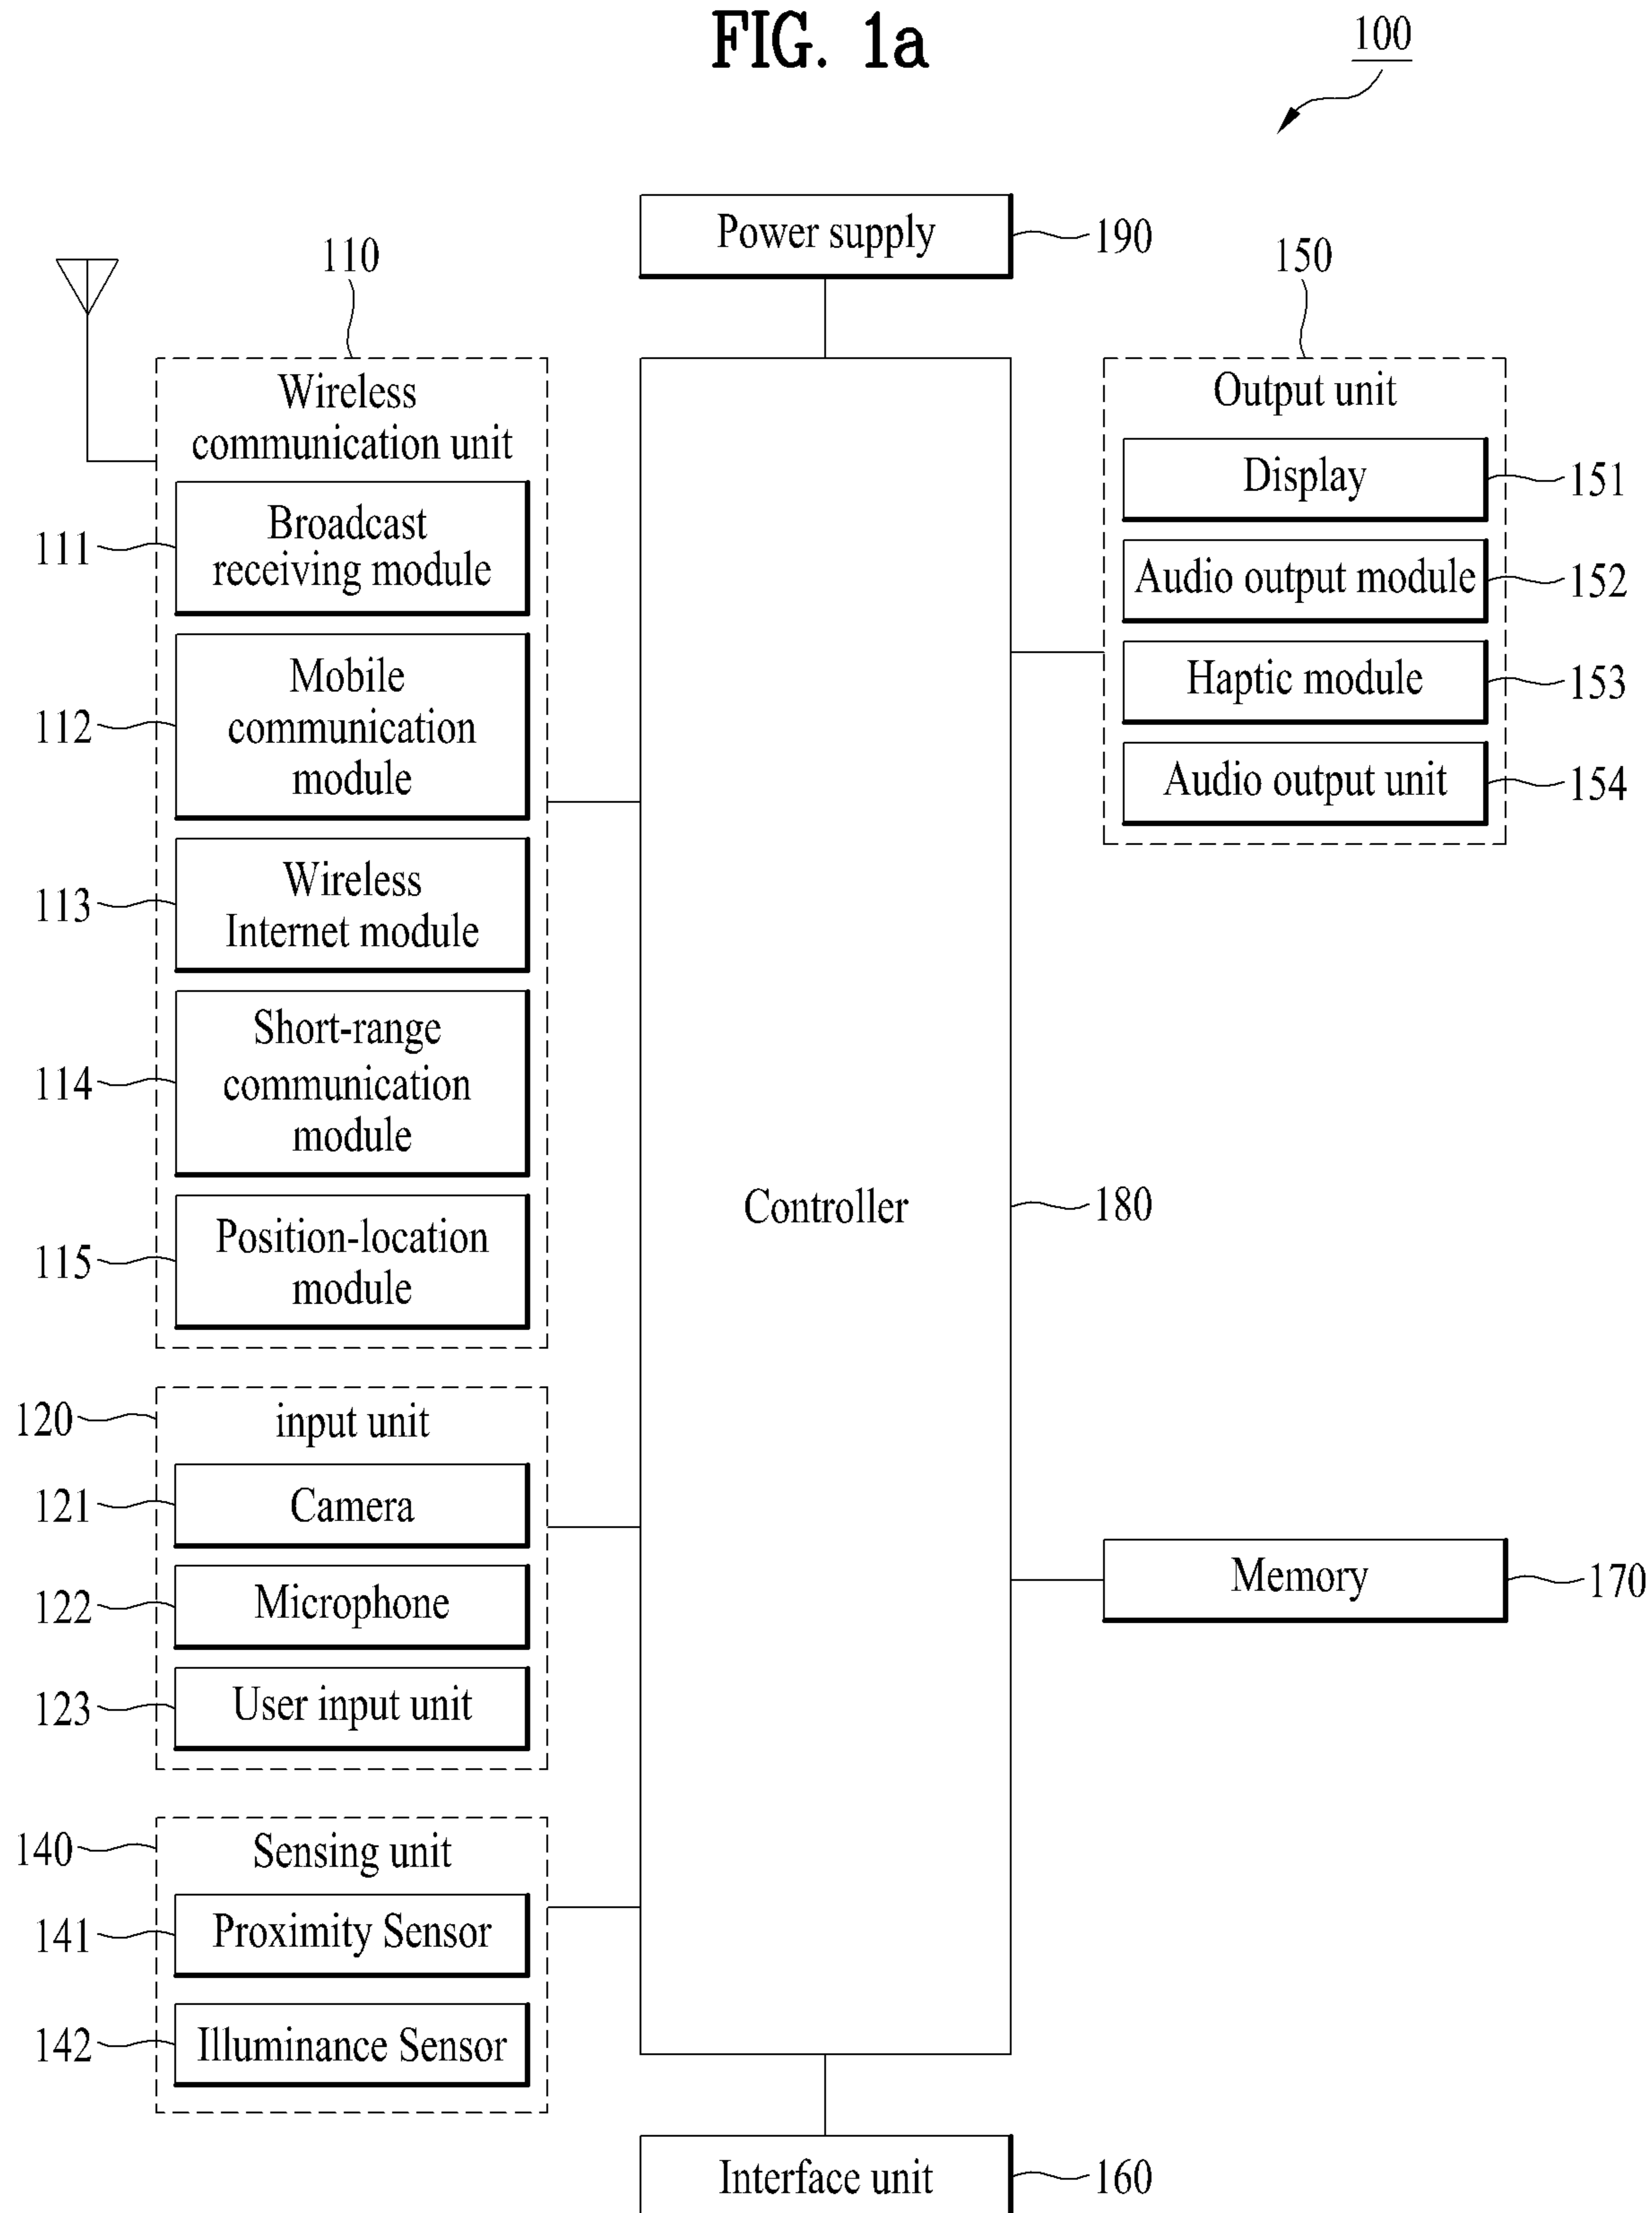 FIG. 1a
100
Power supply
190
110
Wireless
communication unit
111
Broadcast
receiving module
112
Mobile
communication
module
113
Wireless
Internet module
114
Short-range
communication
module
115
Position-location
module
120
input unit
121
Camera
122
Microphone
123
User input unit
140
Sensing unit
141
Proximity Sensor
142
Illuminance Sensor
Controller
180
150
Output unit
Display
151
Audio output module
152
Haptic module
153
Audio output unit
154
Memory
170
Interface unit
160